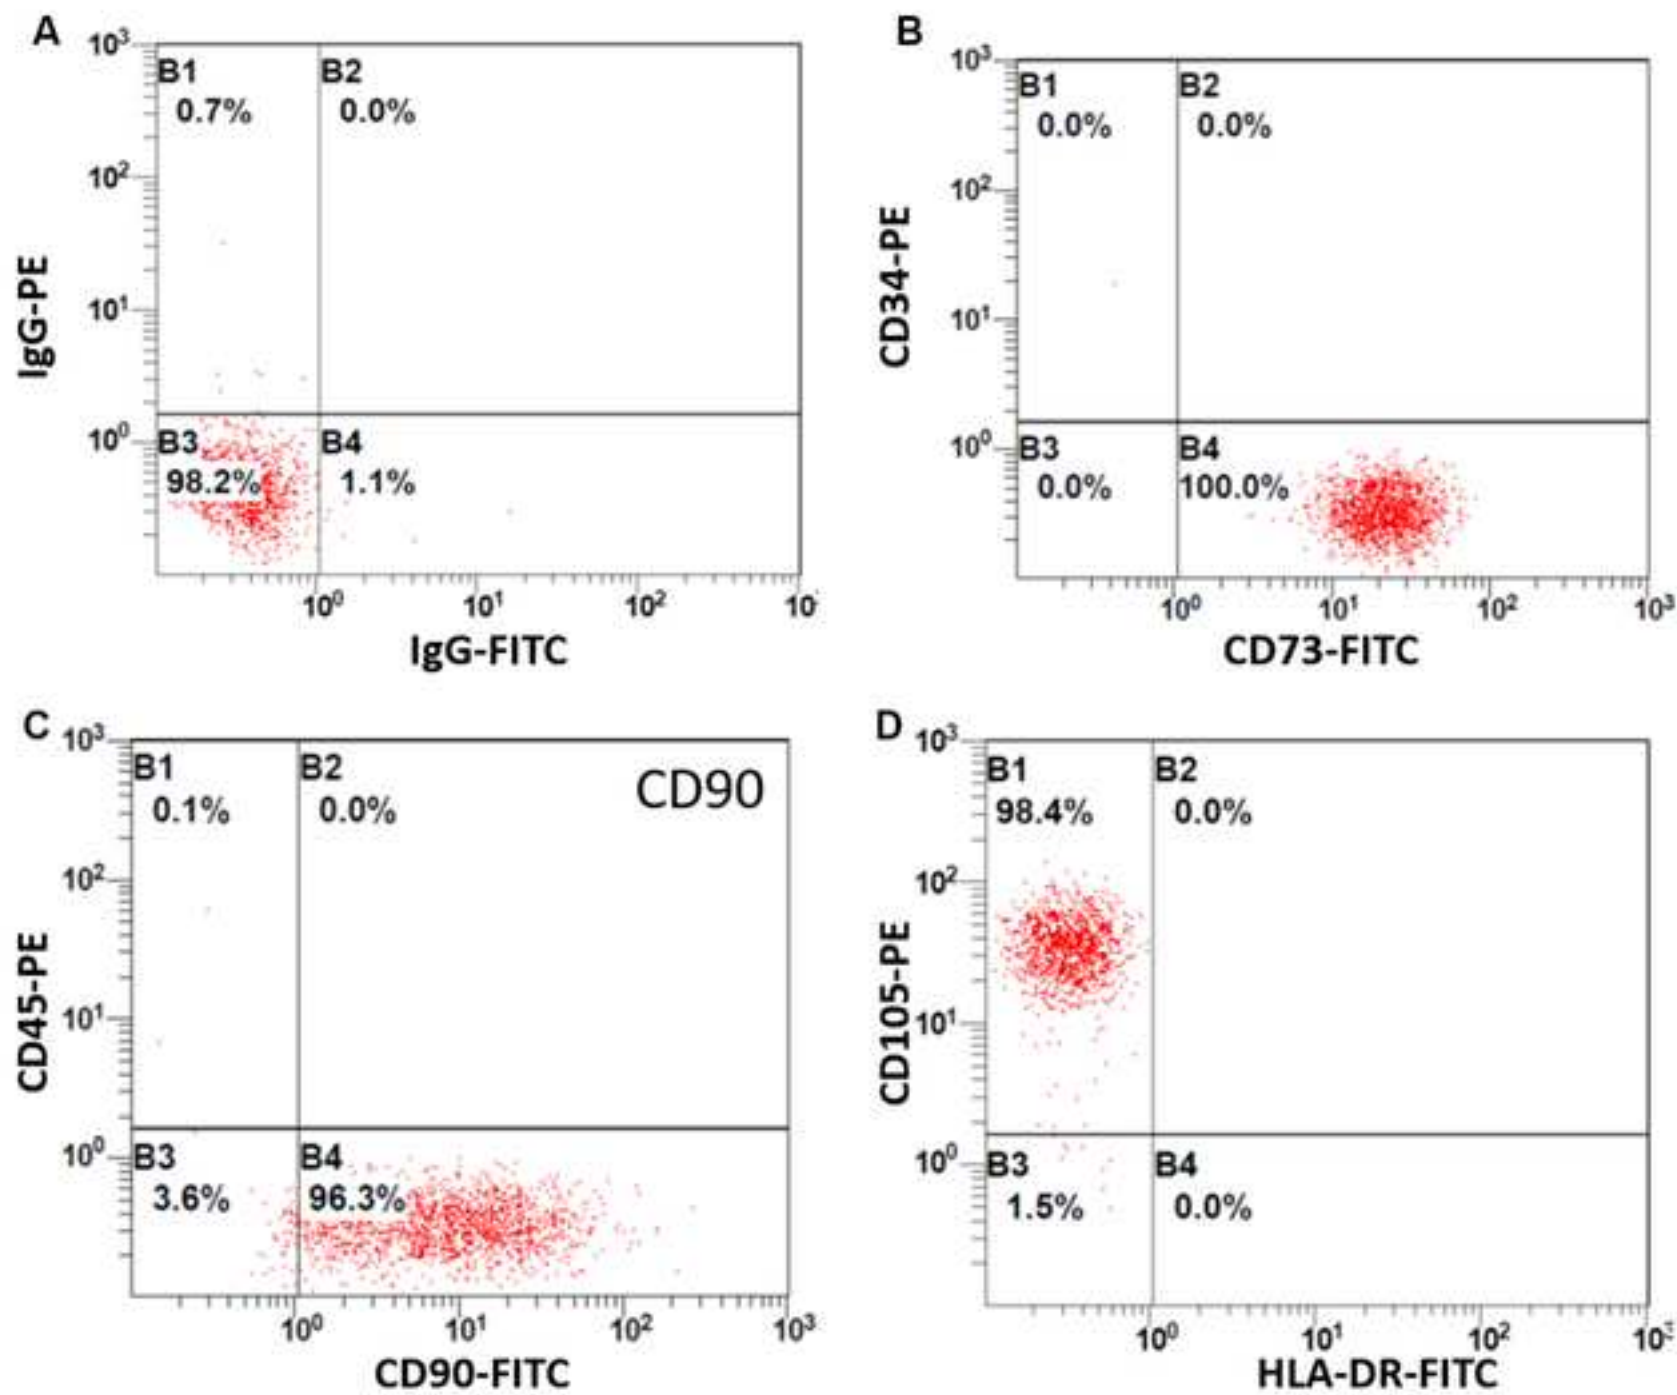 A
10³
B1
B2
0.7%
0.0%
10²
IgG-PE
10¹
10⁰
B3
B4
98.2%
1.1%
10⁰
10¹
10²
10
IgG-FITC
B
10³
B1
B2
0.0%
0.0%
10²
CD34-PE
10¹
10⁰
B3
B4
0.0%
100.0%
10⁰
10¹
10²
10³
CD73-FITC
C
10³
B1
B2
CD90
0.1%
0.0%
10²
CD45-PE
10¹
10⁰
B3
B4
3.6%
96.3%
10⁰
10¹
10²
10³
CD90-FITC
D
10³
B1
B2
98.4%
0.0%
10²
CD105-PE
10¹
10⁰
B3
B4
1.5%
0.0%
10⁰
10¹
10²
10³
HLA-DR-FITC